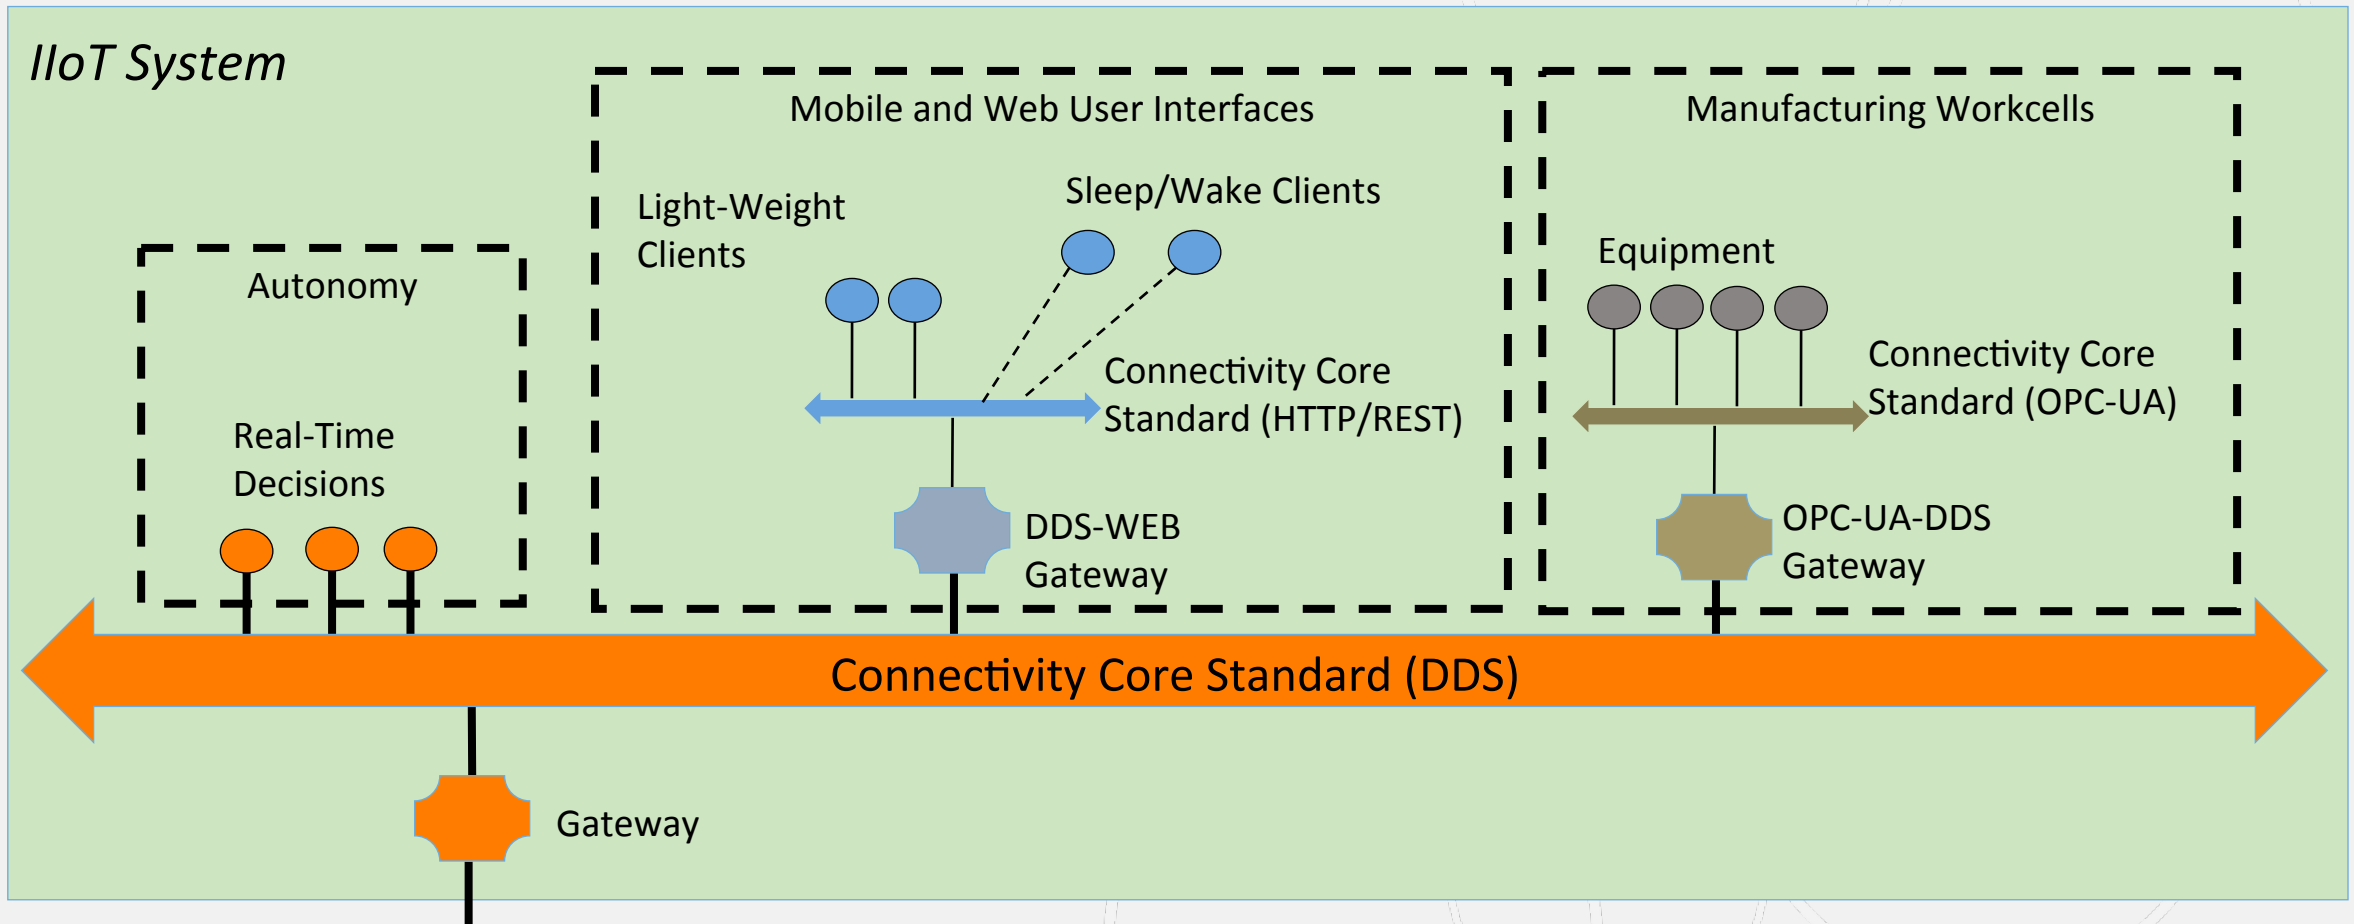 IIoT System
Mobile and Web User Interfaces
Manufacturing Workcells
Light-Weight
Clients
Sleep/Wake Clients
Equipment
Autonomy
Connectivity Core
Standard (HTTP/REST)
Connectivity Core
Standard (OPC-UA)
Real-Time
Decisions
DDS-WEB
Gateway
OPC-UA-DDS
Gateway
Connectivity Core Standard (DDS)
Gateway